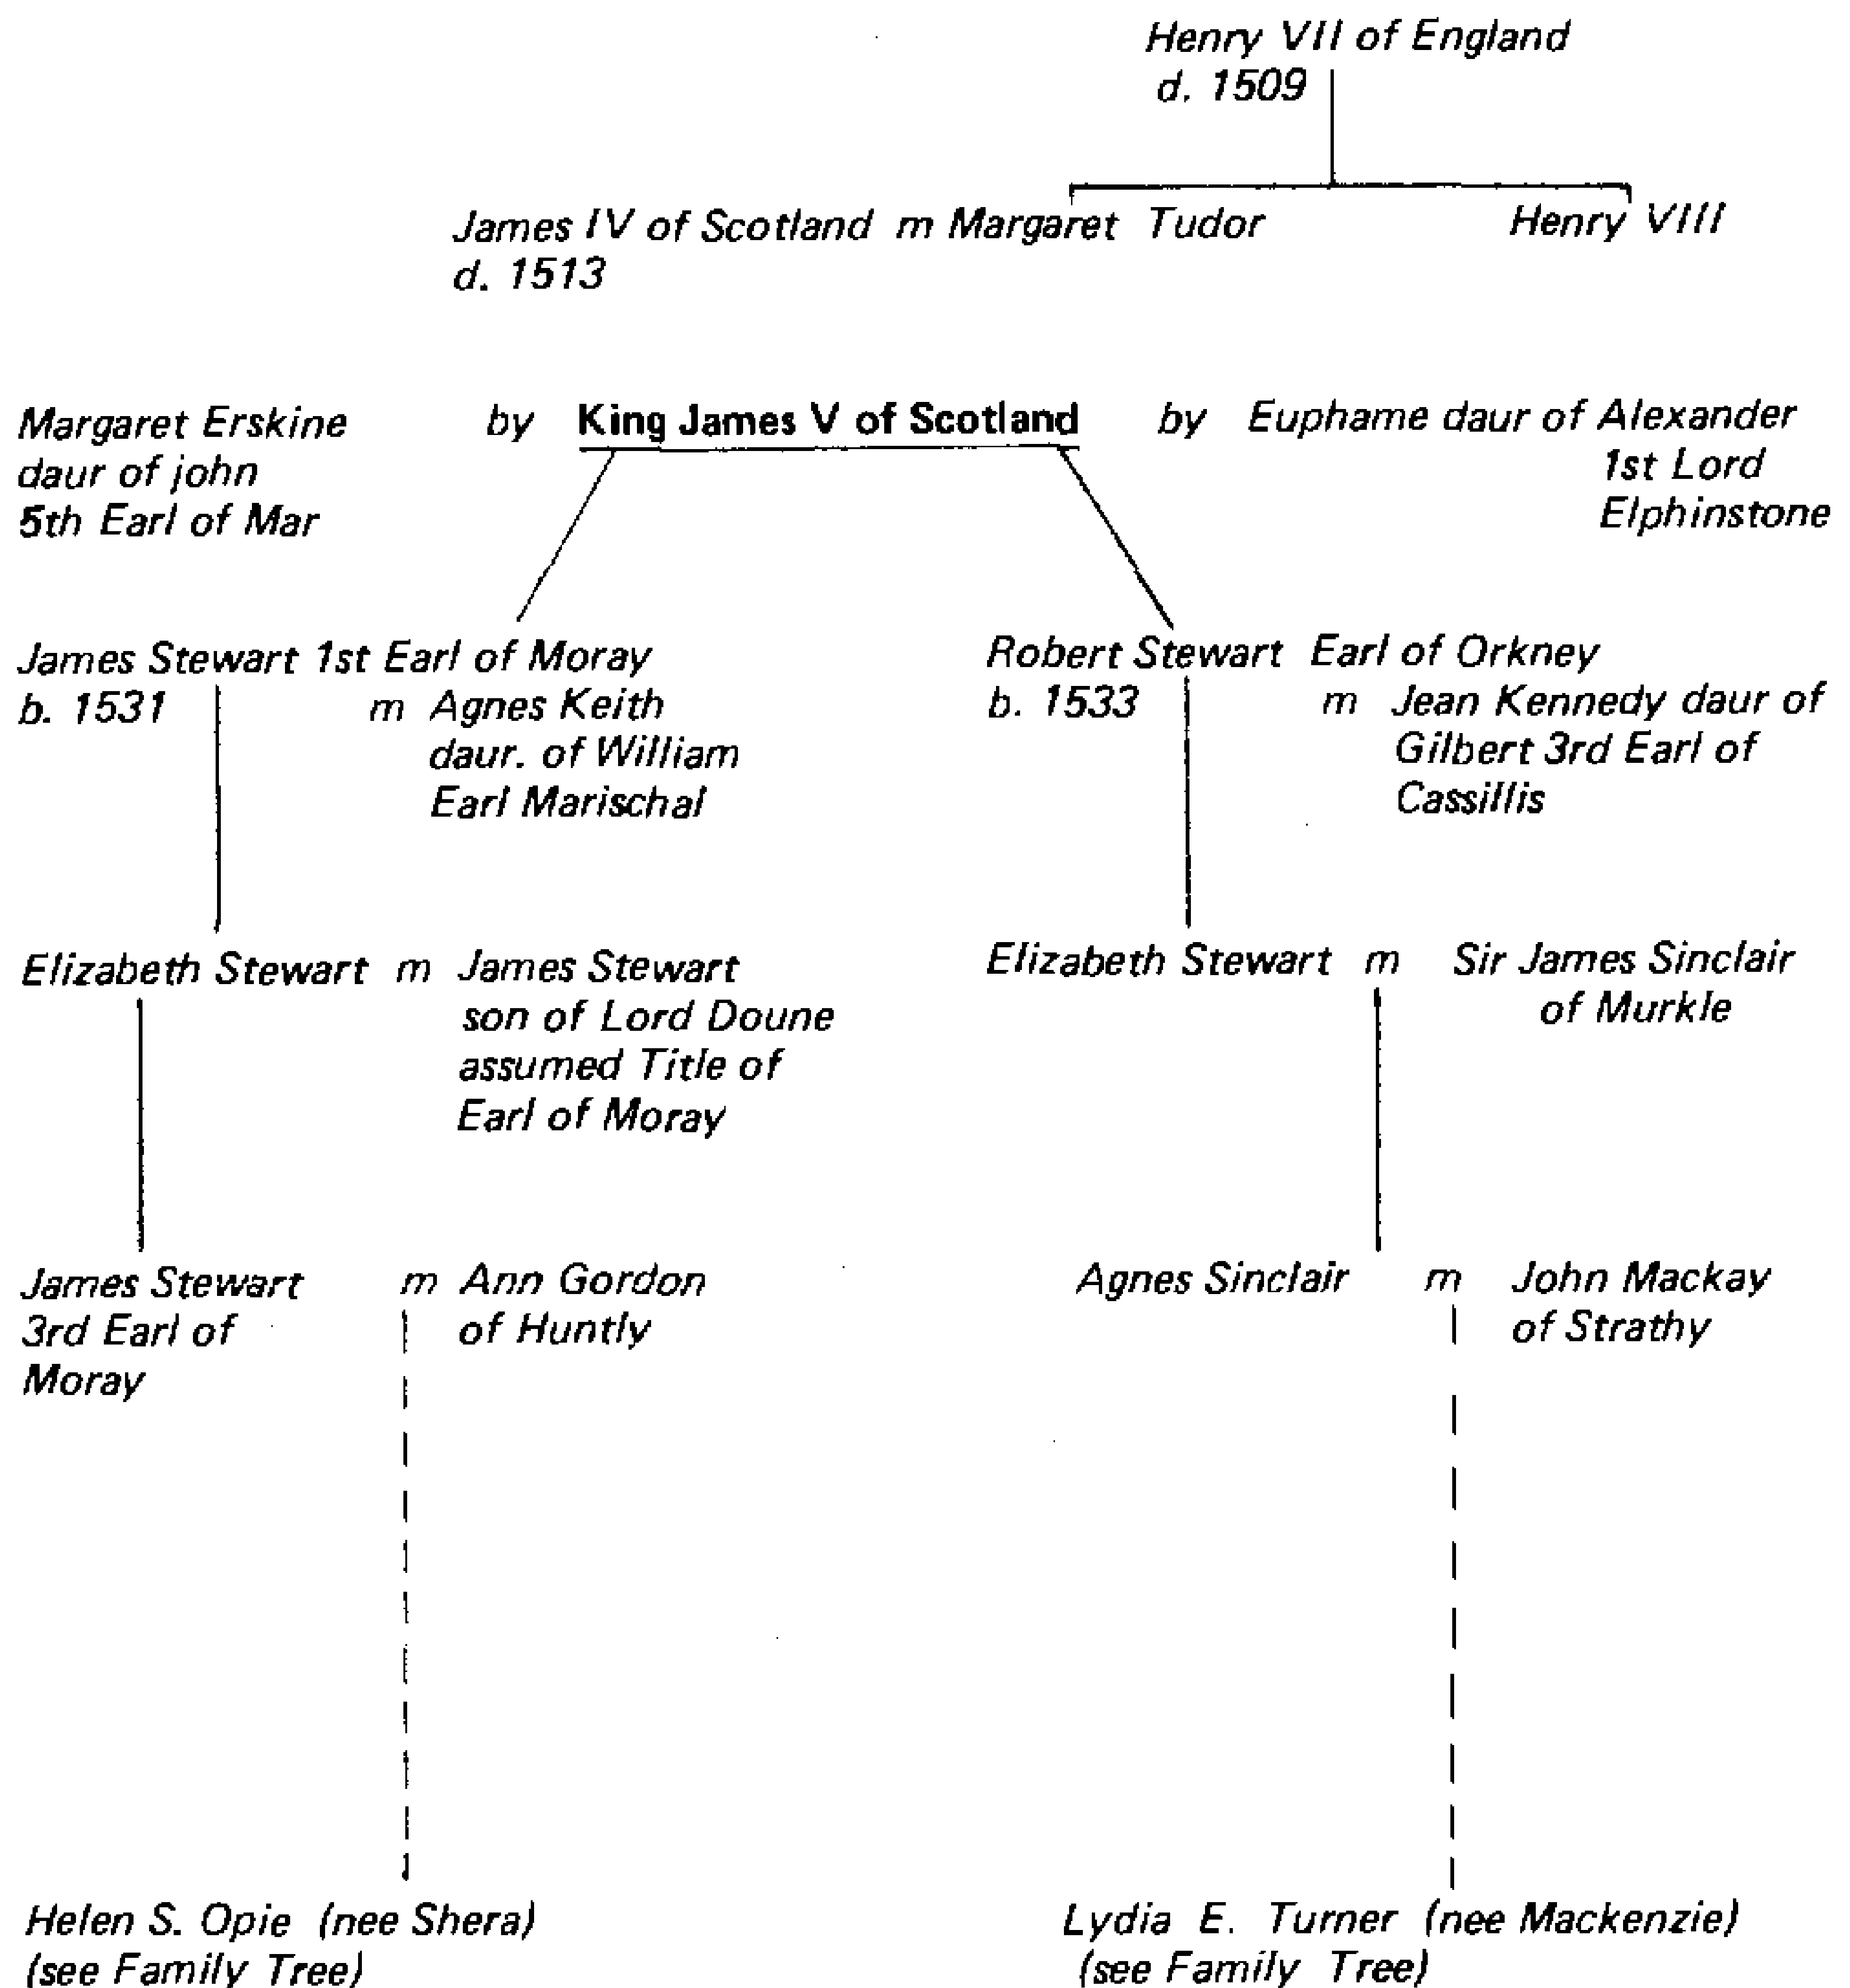 Henry VII of England
d. 1509
James IV of Scotland m Margaret Tudor Henry VIII
d. 1513
Margaret Erskine by King James V of Scotland by Euphame daur of Alexander
daur of john 1st Lord
5th Earl of Mar Elphinstone
James Stewart 1st Earl of Moray
b. 1531 m Agnes Keith
daur. of William
Earl Marischal
Robert Stewart Earl of Orkney
b. 1533 m Jean Kennedy daur of
Gilbert 3rd Earl of
Cassillis
Elizabeth Stewart m James Stewart
son of Lord Doune
assumed Title of
Earl of Moray
Elizabeth Stewart m Sir James Sinclair
of Murkle
James Stewart m Ann Gordon
3rd Earl of of Huntly
Moray
Agnes Sinclair m John Mackay
of Strathy
Helen S. Opie (nee Shera)
(see Family Tree)
Lydia E. Turner (nee Mackenzie)
(see Family Tree)